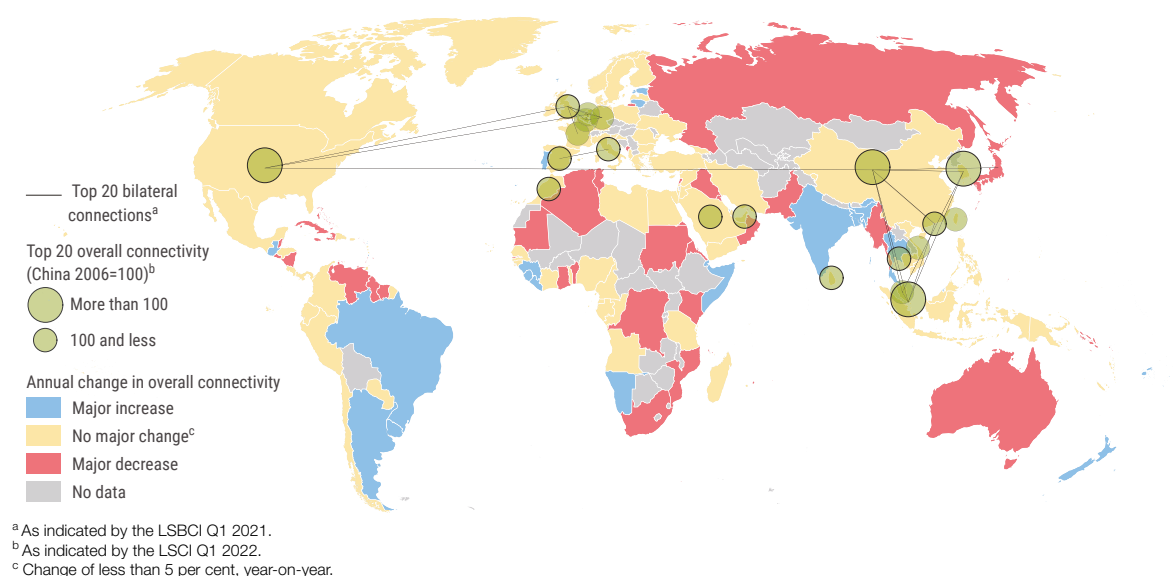 Top 20 bilateral
connectionsa
Top 20 overall connectivity
(China 2006=100)b
More than 100
100 and less
Annual change in overall connectivity
Major increase
No major changec
Major decrease
No data
a As indicated by the LSBCI Q1 2021.
b As indicated by the LSCI Q1 2022.
c Change of less than 5 per cent, year-on-year.